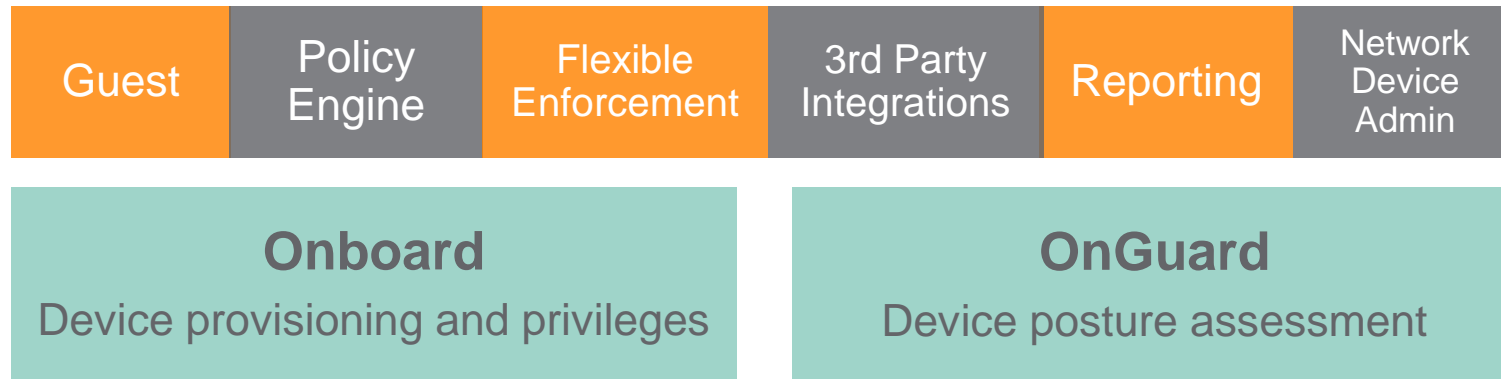 Guest
Policy
Engine
Flexible
Enforcement
3rd Party
Integrations
Reporting
Network
Device
Admin
Onboard
Device provisioning and privileges
OnGuard
Device posture assessment